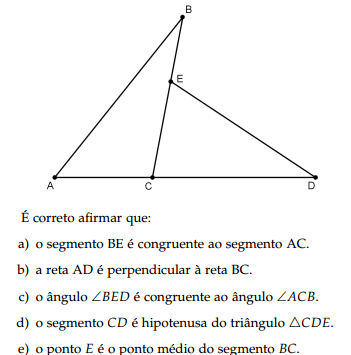 B
E
A
C
D
É correto afirmar que:
a) o segmento BE é congruente ao segmento AC.
b) a reta AD é perpendicular à reta BC.
c) o ângulo ∠BED é congruente ao ângulo ∠ACB.
d) o segmento CD é hipotenusa do triângulo △CDE.
e) o ponto E é o ponto médio do segmento BC.